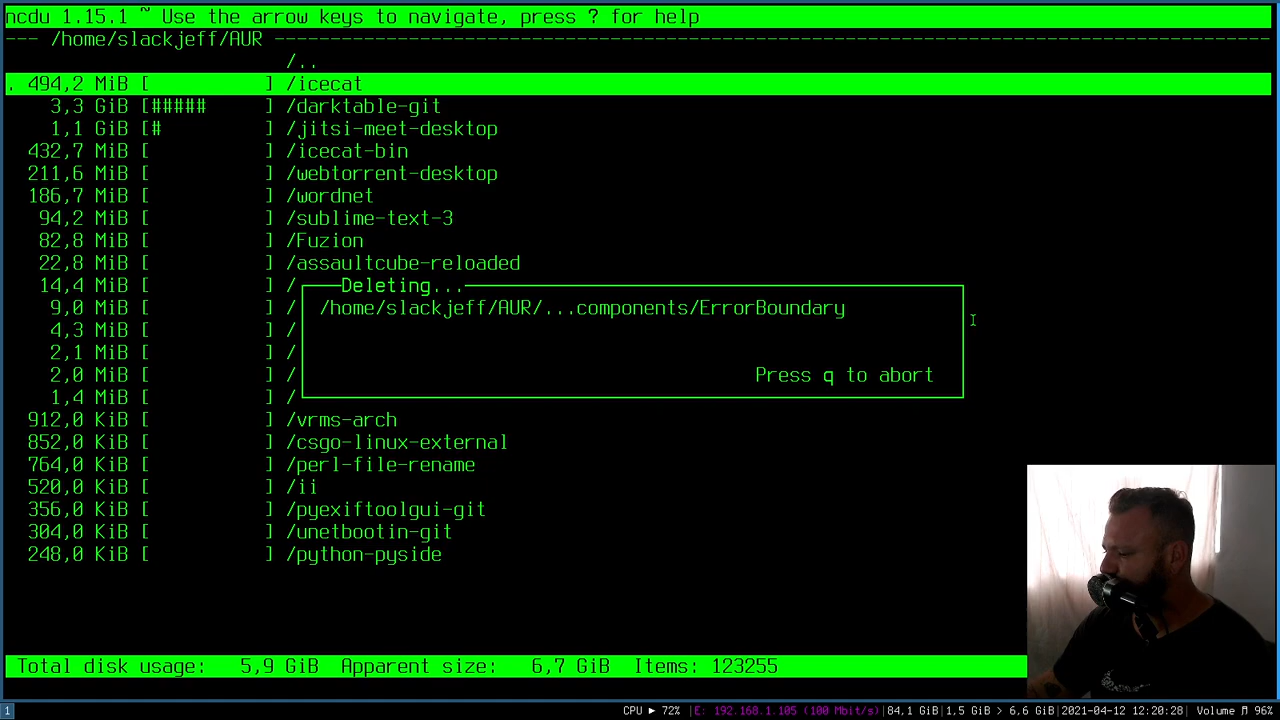 ncdu 1.15.1 ~ Use the arrow keys to navigate, press ? for help
--- /home/slackjeff/AUR ----------------------------------------------------------------------------------------
/..
. 494,2 MiB [          ] /icecat
3,3 GiB [#####     ] /darktable-git
1,1 GiB [#         ] /jitsi-meet-desktop
432,7 MiB [          ] /icecat-bin
211,6 MiB [          ] /webtorrent-desktop
186,7 MiB [          ] /wordnet
94,2 MiB [          ] /sublime-text-3
82,8 MiB [          ] /Fuzion
22,8 MiB [          ] /assaultcube-reloaded
14,4 MiB [          ] / Deleting...
9,0 MiB [          ] / /home/slackjeff/AUR/...components/ErrorBoundary
4,3 MiB [          ] /
2,1 MiB [          ] /
2,0 MiB [          ] / Press q to abort
1,4 MiB [          ] /
912,0 KiB [          ] /vrms-arch
852,0 KiB [          ] /csgo-linux-external
764,0 KiB [          ] /perl-file-rename
520,0 KiB [          ] /ii
356,0 KiB [          ] /pyexiftoolgui-git
304,0 KiB [          ] /unetbootin-git
248,0 KiB [          ] /python-pyside
Total disk usage:   5,9 GiB  Apparent size:   6,7 GiB  Items: 123255
1 CPU ► 72% |E: 192.168.1.105 (100 Mbit/s)|84,1 GiB|1,5 GiB > 6,6 GiB|2021-04-12 12:20:28| Volume ♬ 96%